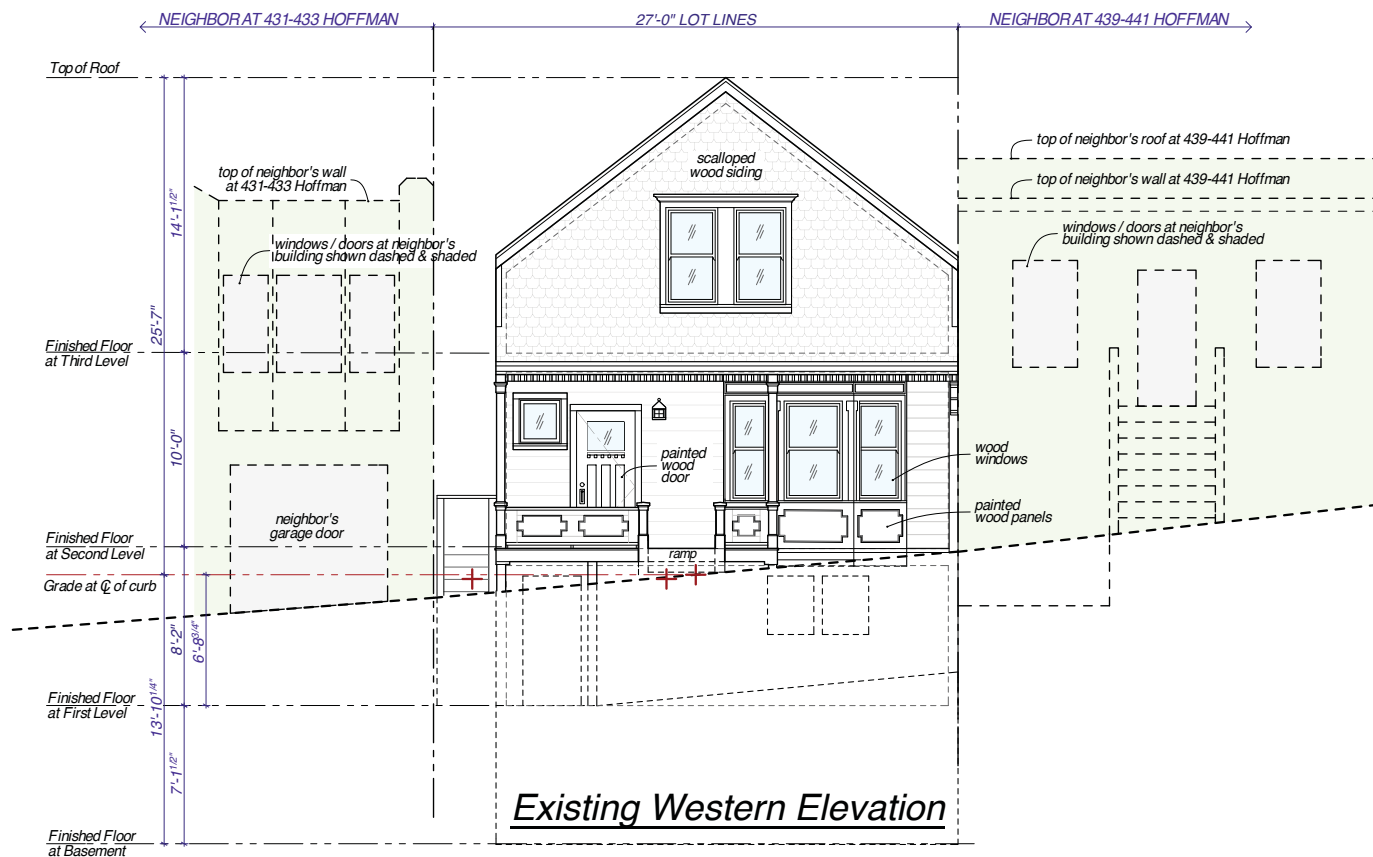 NEIGHBOR AT 431-433 HOFFMAN
27'-0" LOT LINES
NEIGHBOR AT 439-441 HOFFMAN
Top of Roof
top of neighbor's wall
at 431-433 Hoffman
scalloped
wood siding
top of neighbor's roof at 439-441 Hoffman
top of neighbor's wall at 439-441 Hoffman
14'-1 1/2"
windows / doors at neighbor's
building shown dashed & shaded
windows / doors at neighbor's
building shown dashed & shaded
25'-7"
Finished Floor
at Third Level
10'-0"
painted
wood
door
wood
windows
neighbor's
garage door
painted
wood panels
Finished Floor
at Second Level
ramp
Grade at ℄ of curb
8'-2"
6'-8 3/4"
Finished Floor
at First Level
13'-10 1/4"
7'-1 1/2"
Existing Western Elevation
Finished Floor
at Basement